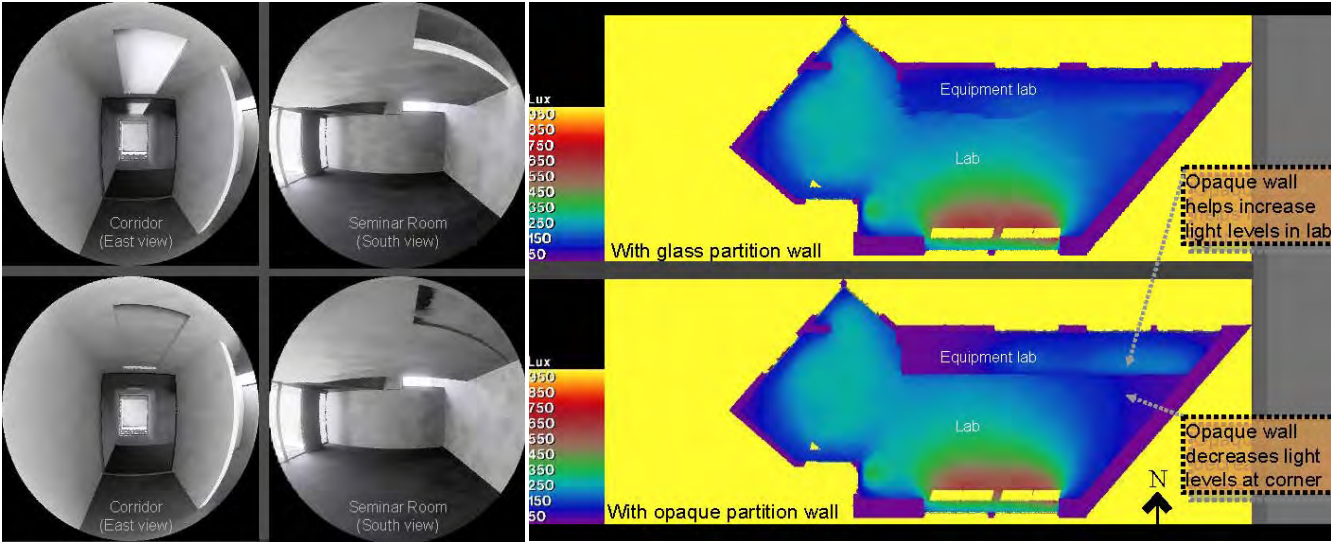 Corridor
(East view)
Seminar Room
(South view)
Corridor
(East view)
Seminar Room
(South view)
Lux
950
850
750
650
550
450
350
250
150
50
Equipment lab
Lab
With glass partition wall
Opaque wall
helps increase
light levels in lab
Lux
950
850
750
650
550
450
350
250
150
50
Equipment lab
Lab
With opaque partition wall
Opaque wall
decreases light
levels at corner
N